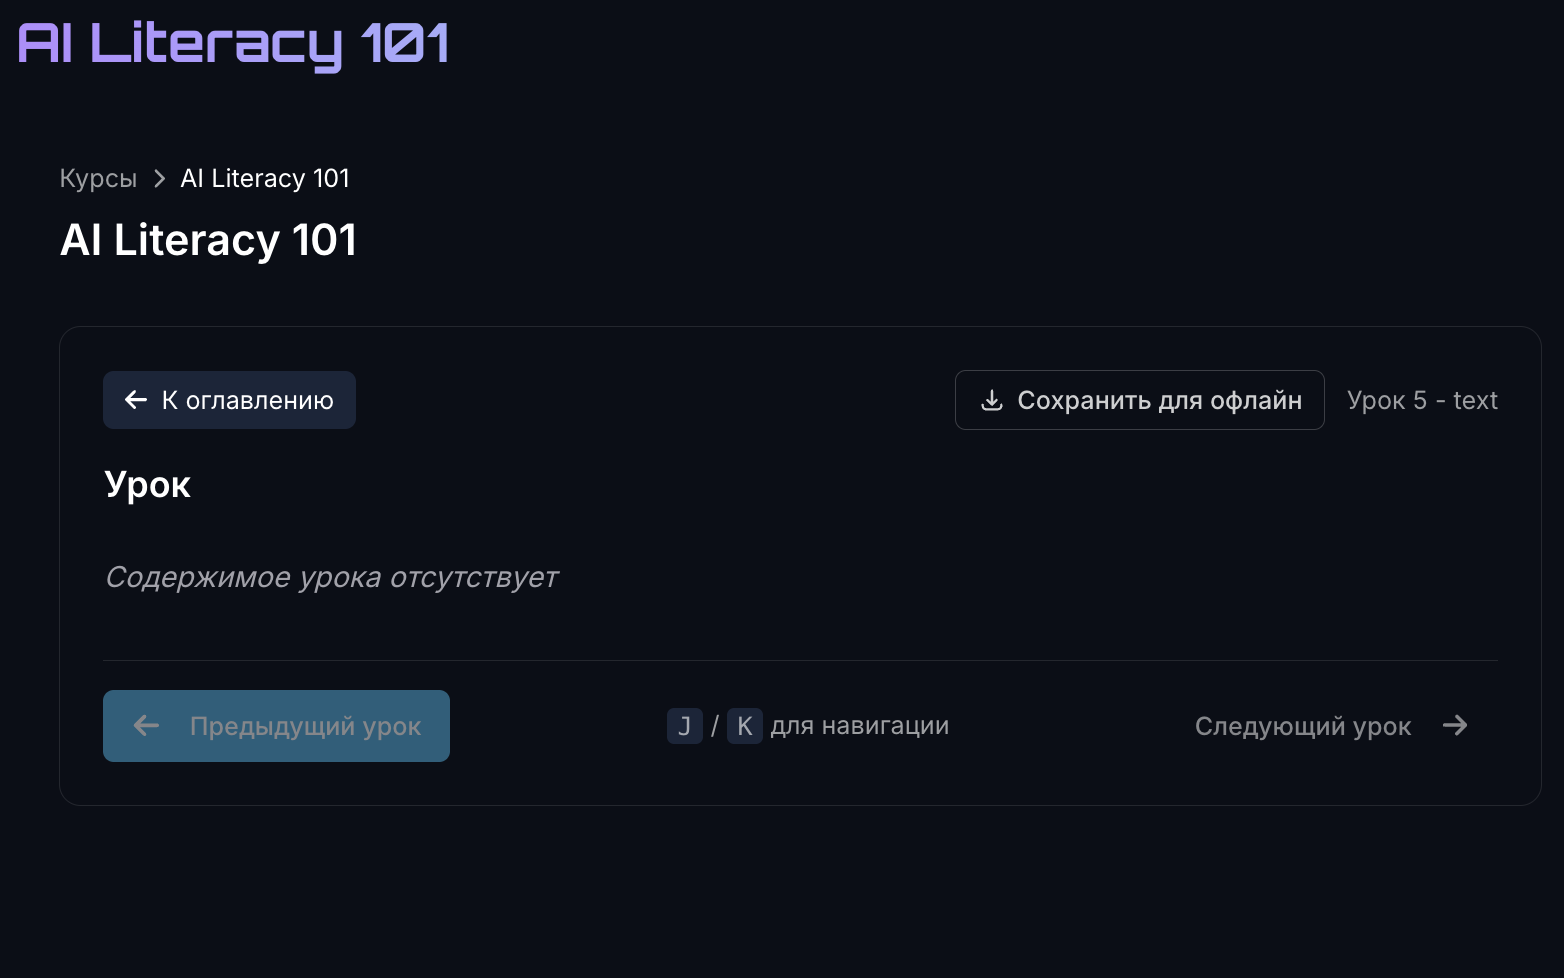 AI Literacy 101
Курсы > AI Literacy 101
AI Literacy 101
К оглавлению
Сохранить для офлайн
Урок 5 - text
Урок
Содержимое урока отсутствует
Предыдущий урок
J / K для навигации
Следующий урок